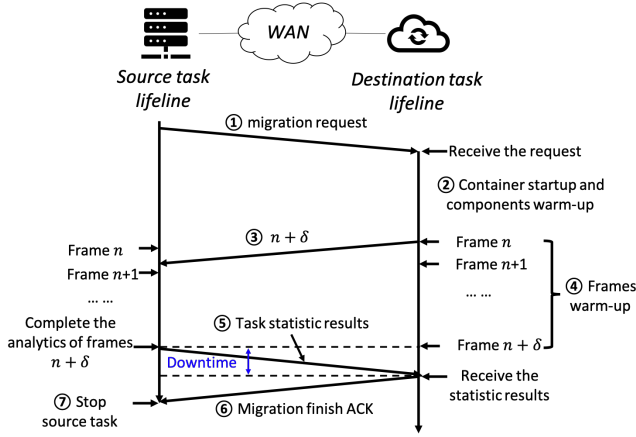 WAN
Source task
lifeline
Destination task
lifeline
① migration request
Receive the request
② Container startup and
components warm-up
③ n + δ
Frame n
Frame n
Frame n+1
Frame n+1
... ...
... ...
④ Frames
warm-up
Complete the
analytics of frames
n + δ
⑤ Task statistic results
Frame n + δ
Downtime
Receive the
statistic results
⑦ Stop
source task
⑥ Migration finish ACK